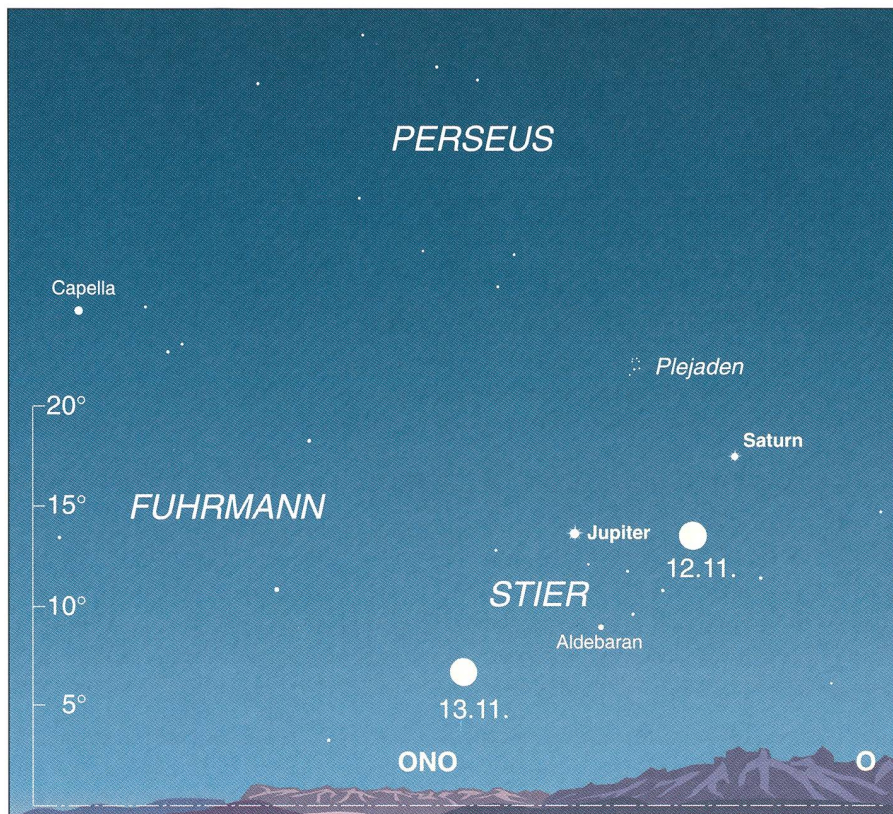 PERSEUS
Capella
Plejaden
20°
Saturn
15°
FUHRMANN
Jupiter
12.11.
STIER
10°
Aldebaran
5°
13.11.
ONO
O